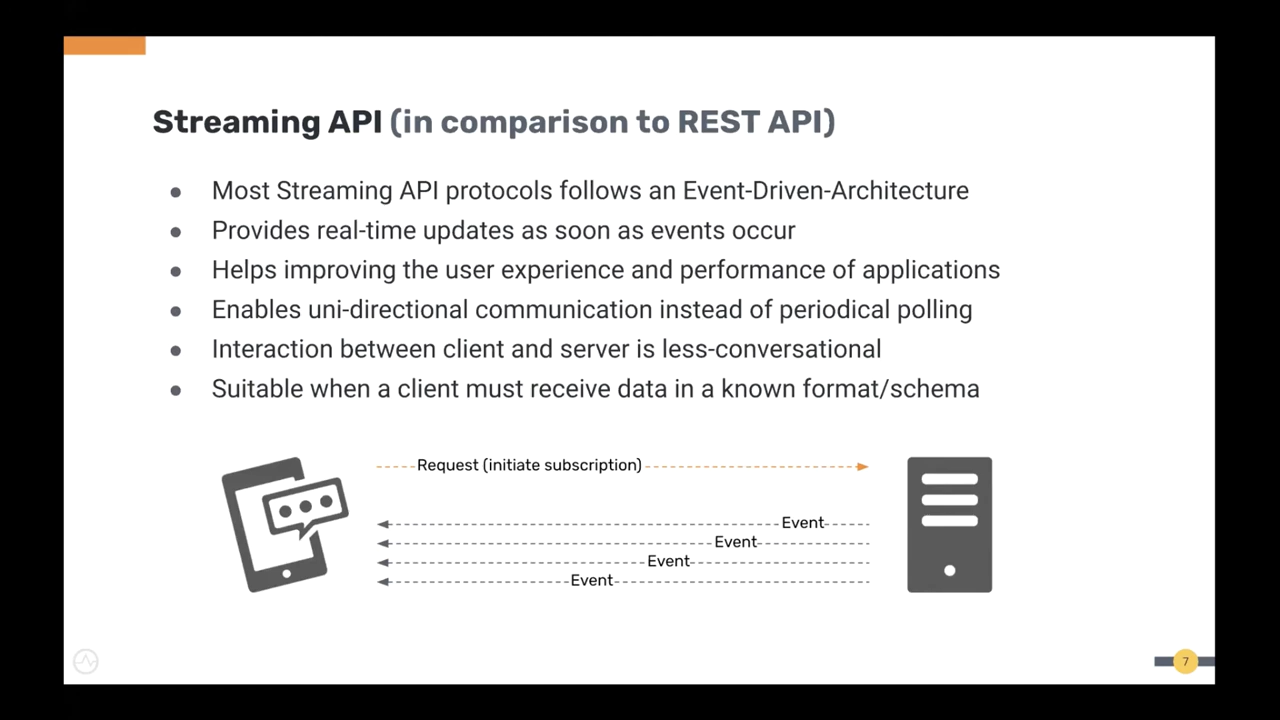 Streaming API (in comparison to REST API)
● Most Streaming API protocols follows an Event-Driven-Architecture
● Provides real-time updates as soon as events occur
● Helps improving the user experience and performance of applications
● Enables uni-directional communication instead of periodical polling
● Interaction between client and server is less-conversational
● Suitable when a client must receive data in a known format/schema
Request (initiate subscription)
Event
Event
Event
Event
7